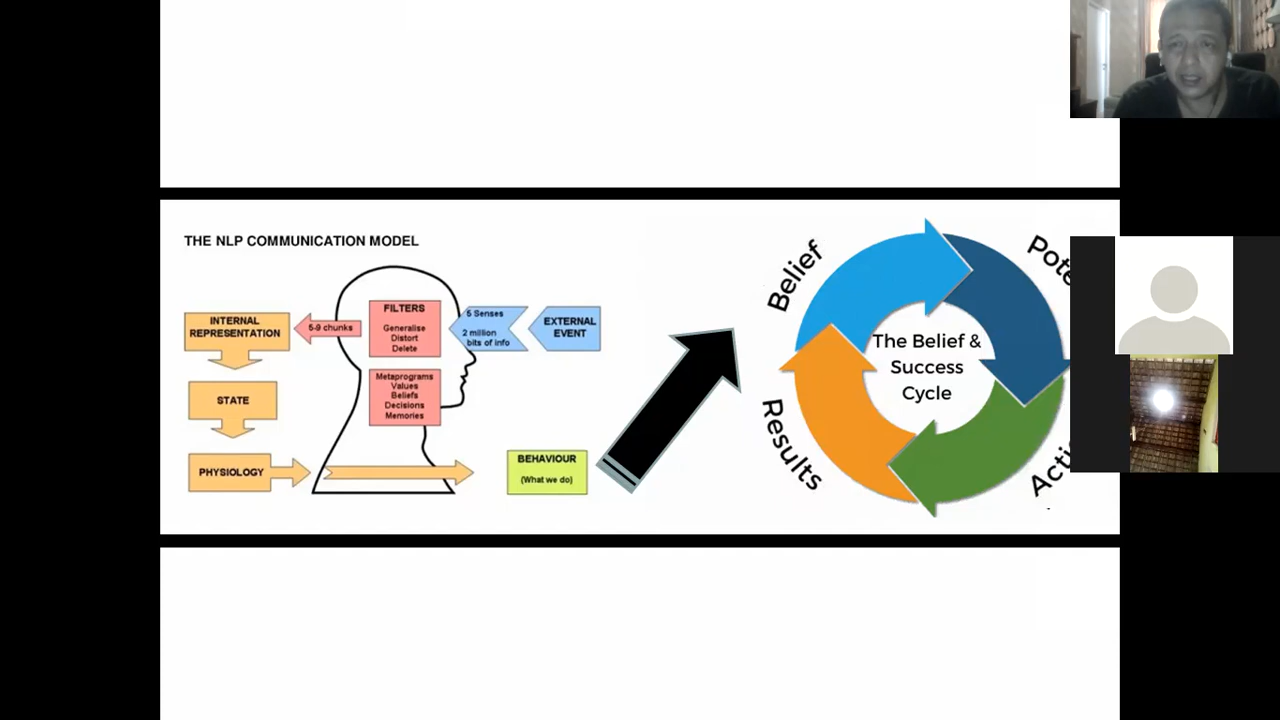 THE NLP COMMUNICATION MODEL
INTERNAL
REPRESENTATION
5-9 chunks
FILTERS
Generalise
Distort
Delete
5 Senses
2 million
bits of info
EXTERNAL
EVENT
Metaprograms
Values
Beliefs
Decisions
Memories
STATE
PHYSIOLOGY
BEHAVIOUR
(What we do)
Belief
Pote
The Belief &
Success
Cycle
Results
Acti